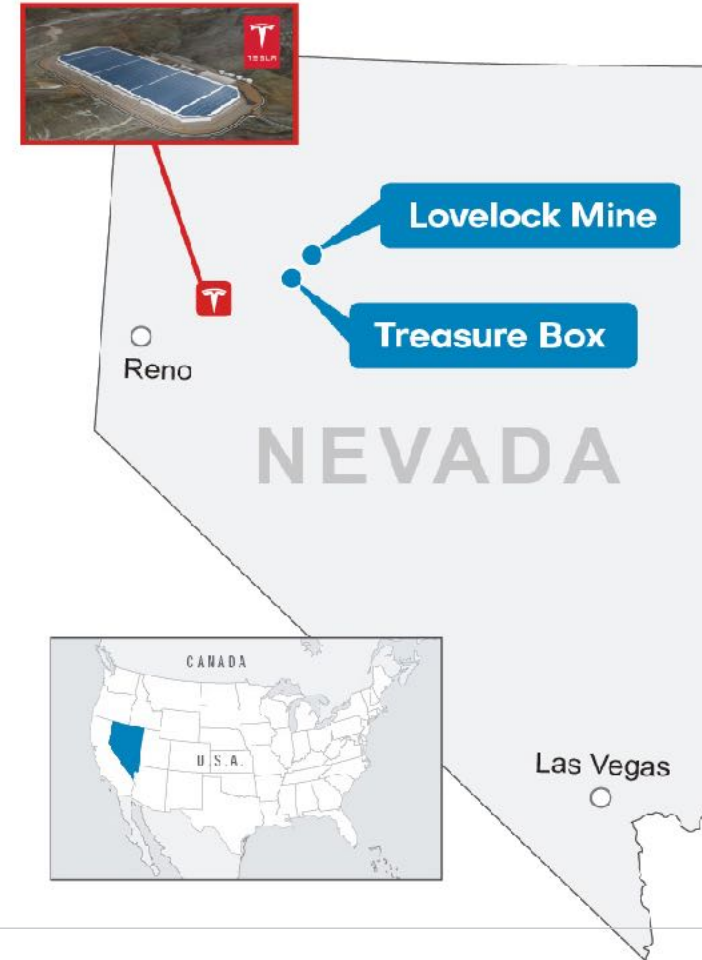 TESLA
Lovelock Mine
Treasure Box
Reno
NEVADA
CANADA
U.S.A.
Las Vegas